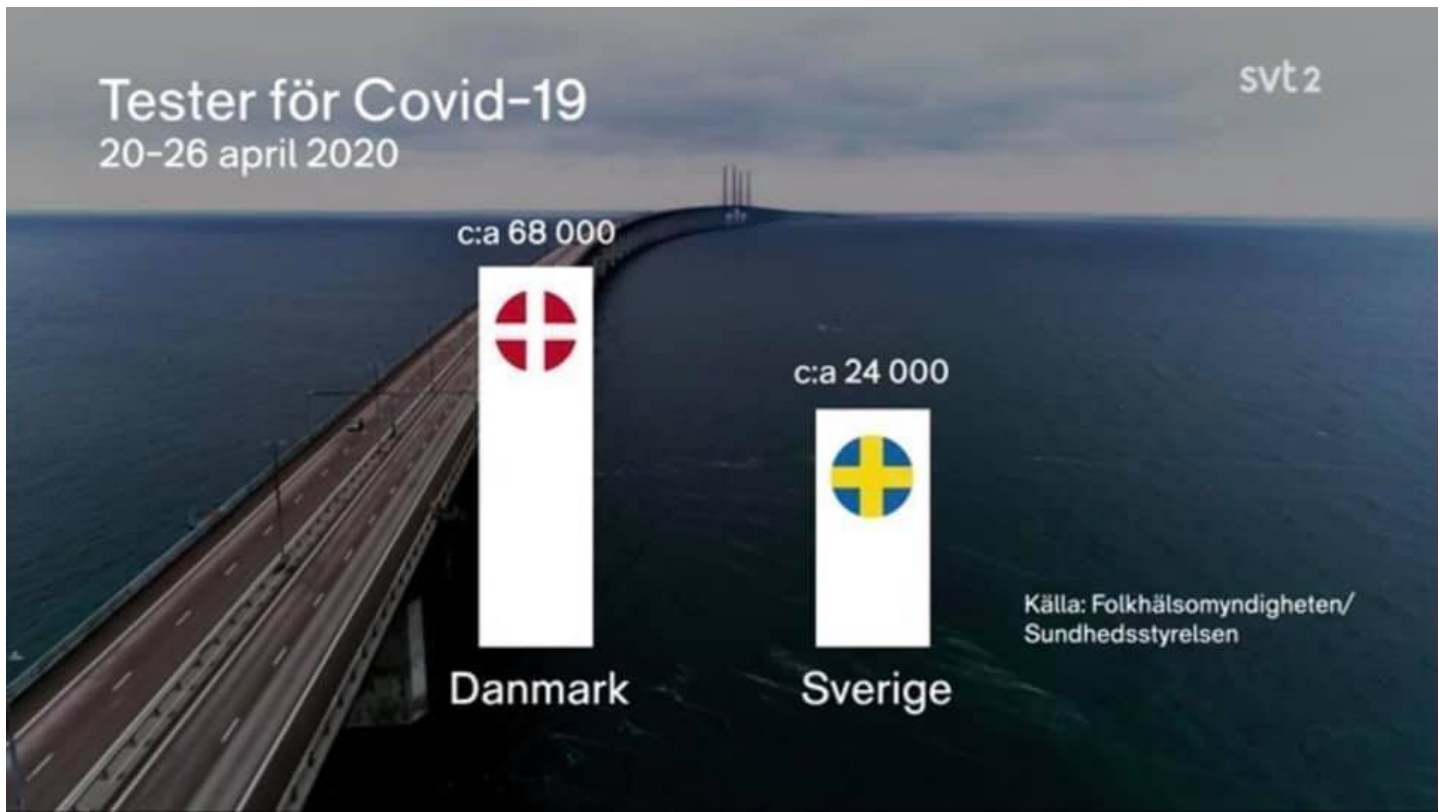 Tester för Covid-19
20-26 april 2020
svt2
c:a 68 000
c:a 24 000
Danmark
Sverige
Källa: Folkhälsomyndigheten/
Sundhedsstyrelsen